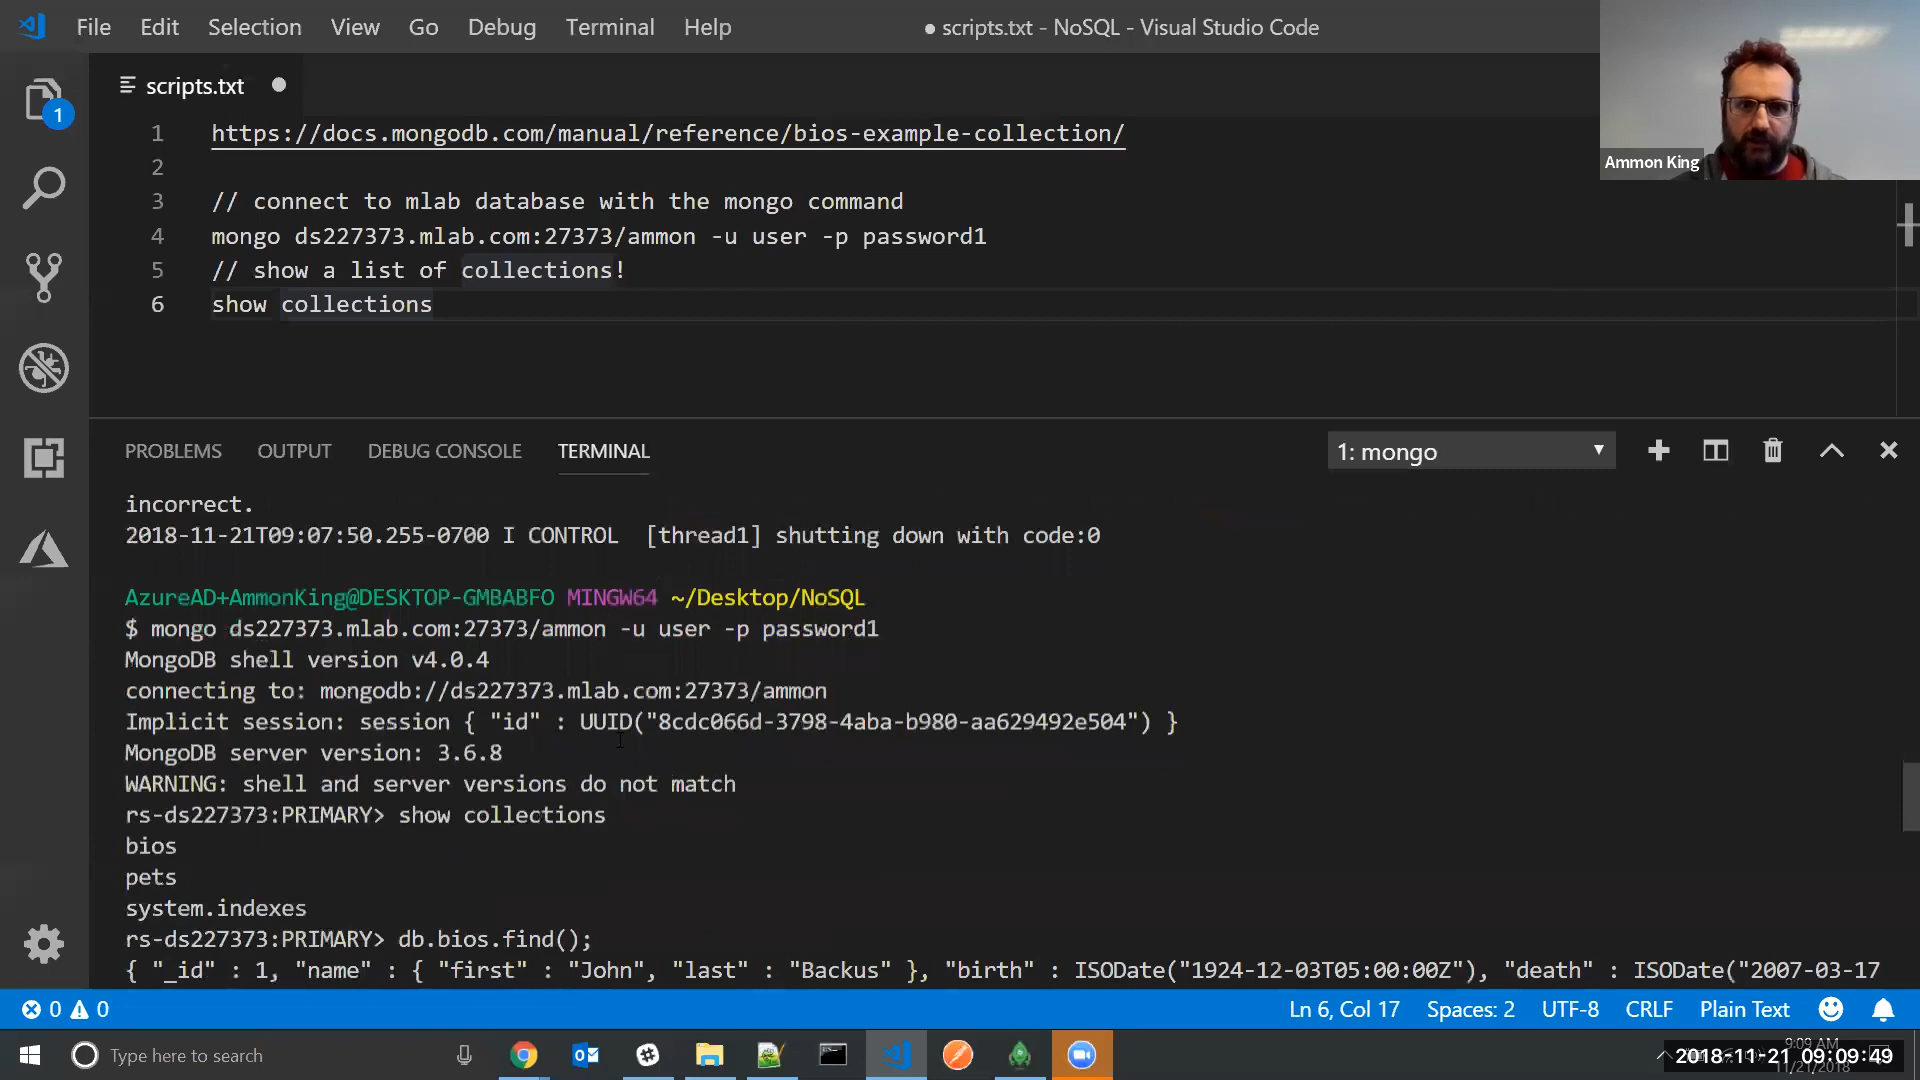 File Edit Selection View Go Debug Terminal Help
● scripts.txt - NoSQL - Visual Studio Code
Ammon King
1
scripts.txt
1 https://docs.mongodb.com/manual/reference/bios-example-collection/
2
3 // connect to mlab database with the mongo command
4 mongo ds227373.mlab.com:27373/ammon -u user -p password1
5 // show a list of collections!
6 show collections
PROBLEMS OUTPUT DEBUG CONSOLE TERMINAL 1: mongo
incorrect.
2018-11-21T09:07:50.255-0700 I CONTROL [thread1] shutting down with code:0
AzureAD+AmmonKing@DESKTOP-GMBABFO MINGW64 ~/Desktop/NoSQL
$ mongo ds227373.mlab.com:27373/ammon -u user -p password1
MongoDB shell version v4.0.4
connecting to: mongodb://ds227373.mlab.com:27373/ammon
Implicit session: session { "id" : UUID("8cdc066d-3798-4aba-b980-aa629492e504") }
MongoDB server version: 3.6.8
WARNING: shell and server versions do not match
rs-ds227373:PRIMARY> show collections
bios
pets
system.indexes
rs-ds227373:PRIMARY> db.bios.find();
{ "_id" : 1, "name" : { "first" : "John", "last" : "Backus" }, "birth" : ISODate("1924-12-03T05:00:00Z"), "death" : ISODate("2007-03-17
0 0 Ln 6, Col 17 Spaces: 2 UTF-8 CRLF Plain Text
Type here to search
9:09 AM
2018-11-21 09:09:49
11/21/2018